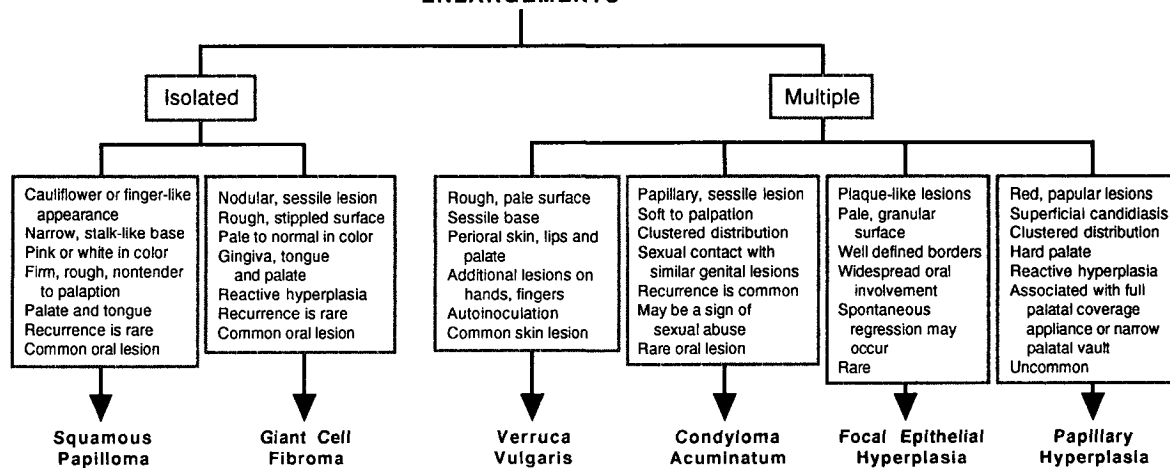 ENLARGEMENTS
Isolated
Multiple
Cauliflower or finger-like
appearance
Narrow, stalk-like base
Pink or white in color
Firm, rough, nontender
to palaption
Palate and tongue
Recurrence is rare
Common oral lesion
Nodular, sessile lesion
Rough, stippled surface
Pale to normal in color
Gingiva, tongue
and palate
Reactive hyperplasia
Recurrence is rare
Common oral lesion
Rough, pale surface
Sessile base
Perioral skin, lips and
palate
Additional lesions on
hands, fingers
Autoinoculation
Common skin lesion
Papillary, sessile lesion
Soft to palpation
Clustered distribution
Sexual contact with
similar genital lesions
Recurrence is common
May be a sign of
sexual abuse
Rare oral lesion
Plaque-like lesions
Pale, granular
surface
Well defined borders
Widespread oral
involvement
Spontaneous
regression may
occur
Rare
Red, papular lesions
Superficial candidiasis
Clustered distribution
Hard palate
Reactive hyperplasia
Associated with full
palatal coverage
appliance or narrow
palatal vault
Uncommon
Squamous
Papilloma
Giant Cell
Fibroma
Verruca
Vulgaris
Condyloma
Acuminatum
Focal Epithelial
Hyperplasia
Papillary
Hyperplasia